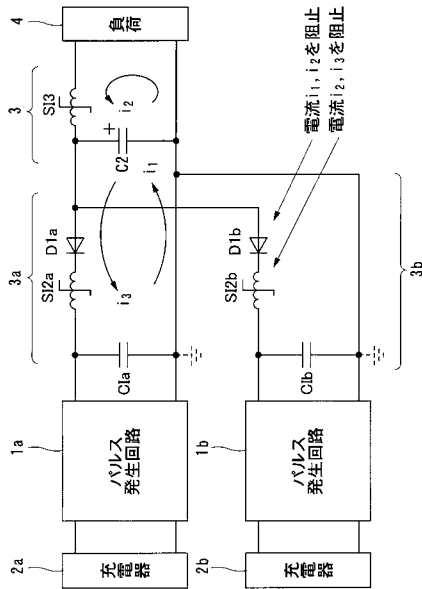 4
負荷
3
SI3
i2
C2
+
i1
3a
D1a
SI2a
i3
CIa
1a
パルス
発生回路
2a
充電器
電流i1, i2を阻止
電流i2, i3を阻止
D1b
SI2b
3b
CIb
1b
パルス
発生回路
2b
充電器